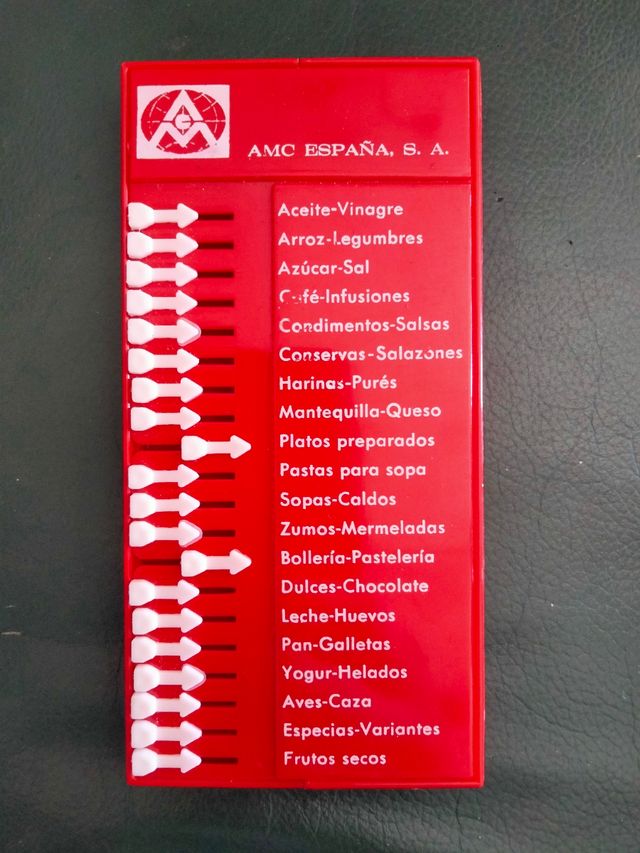 AMC
AMC ESPAÑA, S. A.
Aceite-Vinagre
Arroz-Legumbres
Azúcar-Sal
Café-Infusiones
Condimentos-Salsas
Conservas-Salazones
Harinas-Purés
Mantequilla-Queso
Platos preparados
Pastas para sopa
Sopas-Caldos
Zumos-Mermeladas
Bollería-Pastelería
Dulces-Chocolate
Leche-Huevos
Pan-Galletas
Yogur-Helados
Aves-Caza
Especias-Variantes
Frutos secos